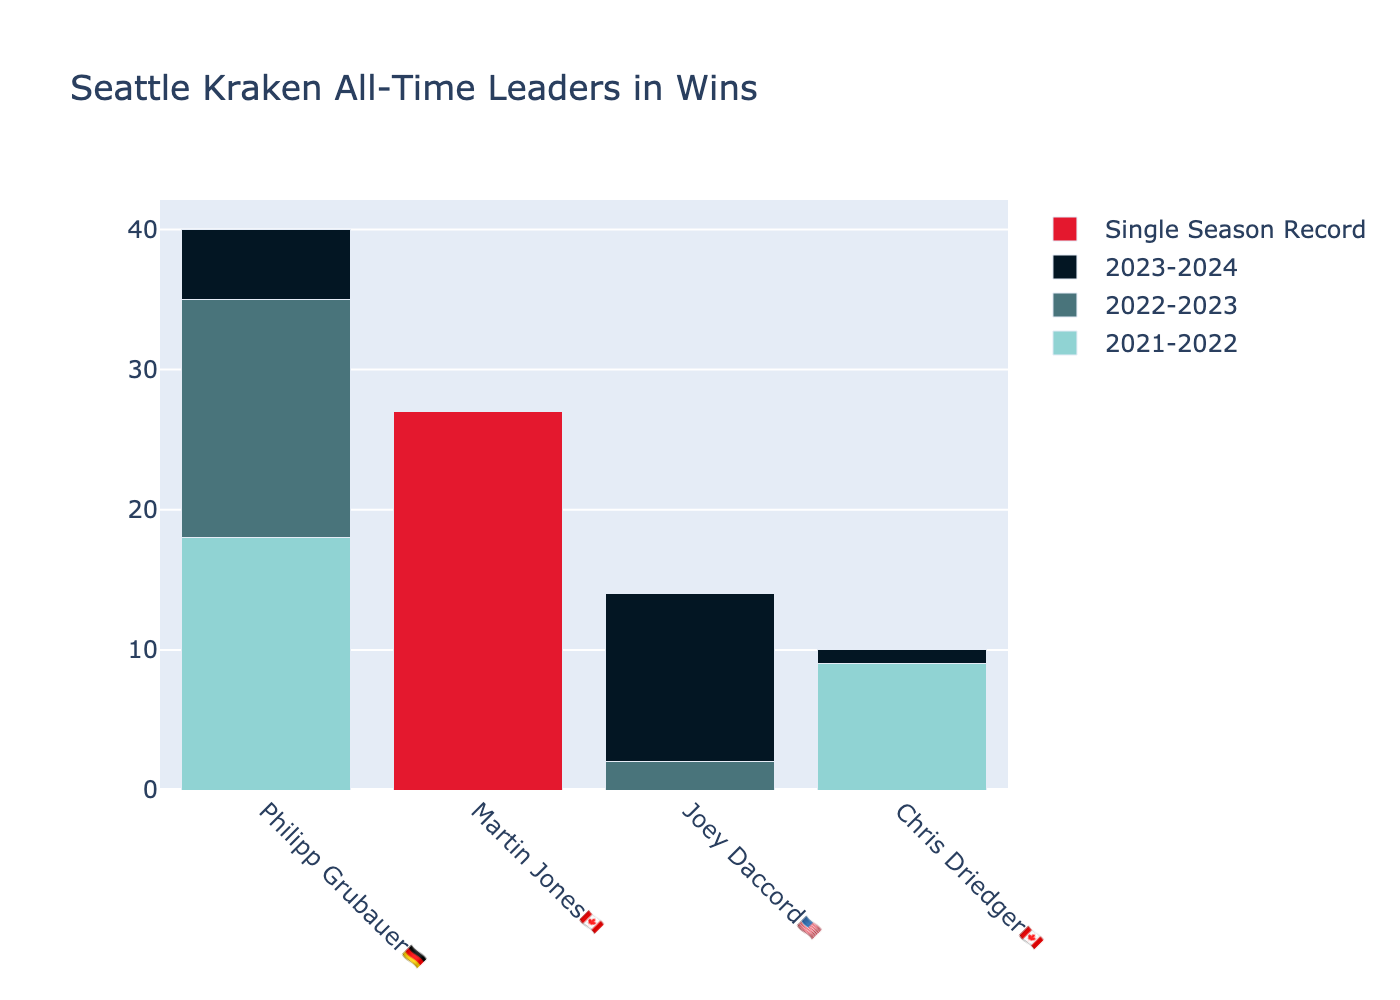 Seattle Kraken All-Time Leaders in Wins
40
30
20
10
0
Single Season Record
2023-2024
2022-2023
2021-2022
Philipp Grubauer🇩🇪
Martin Jones🇨🇦
Joey Daccord🇺🇸
Chris Driedger🇨🇦